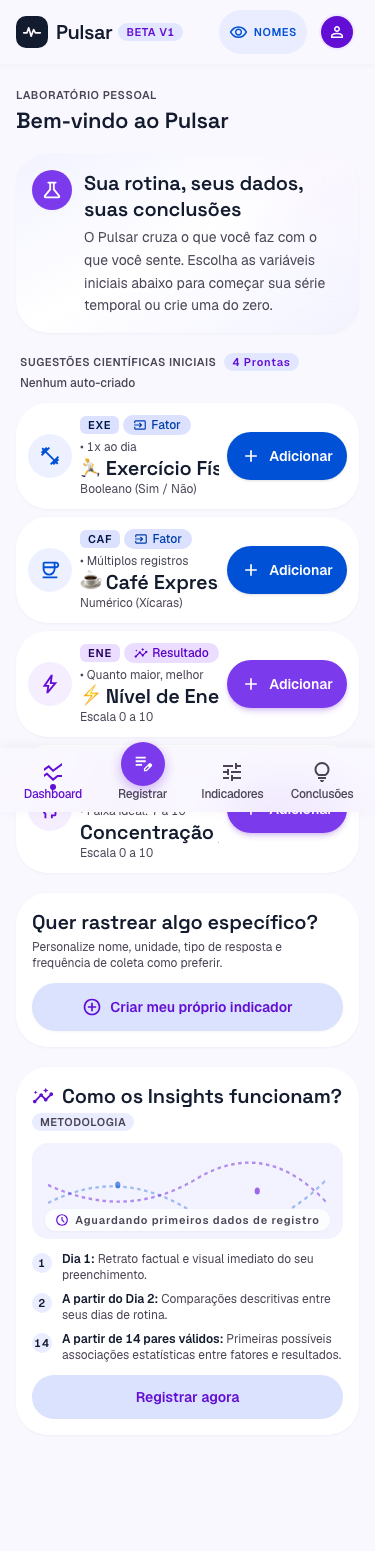 Pulsar BETA V1 NOMES
LABORATÓRIO PESSOAL
Bem-vindo ao Pulsar
Sua rotina, seus dados,
suas conclusões
O Pulsar cruza o que você faz com o
que você sente. Escolha as variáveis
iniciais abaixo para começar sua série
temporal ou crie uma do zero.
SUGESTÕES CIENTÍFICAS INICIAIS 4 Prontas
Nenhum auto-criado
EXE Fator
• 1x ao dia
Exercício Fís
Booleano (Sim / Não)
Adicionar
CAF Fator
• Múltiplos registros
Café Expres
Numérico (Xícaras)
Adicionar
ENE Resultado
• Quanto maior, melhor
Nível de Ene
Escala 0 a 10
Adicionar
Dashboard Registrar Indicadores Conclusões
Concentração
Escala 0 a 10
Quer rastrear algo específico?
Personalize nome, unidade, tipo de resposta e
frequência de coleta como preferir.
Criar meu próprio indicador
Como os Insights funcionam?
METODOLOGIA
Aguardando primeiros dados de registro
1 Dia 1: Retrato factual e visual imediato do seu
preenchimento.
2 A partir do Dia 2: Comparações descritivas entre
seus dias de rotina.
14 A partir de 14 pares válidos: Primeiras possíveis
associações estatísticas entre fatores e resultados.
Registrar agora